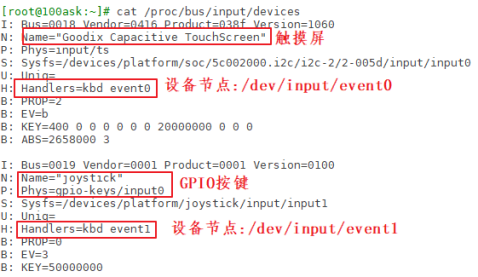 [root@100ask:~]# cat /proc/bus/input/devices
I: Bus=0018 Vendor=0416 Product=038f Version=1060
N: Name="Goodix Capacitive TouchScreen" 触摸屏
P: Phys=input/ts
S: Sysfs=/devices/platform/soc/5c002000.i2c/i2c-2/2-005d/input/input0
U: Uniq=
H: Handlers=kbd event0 设备节点:/dev/input/event0
B: PROP=2
B: EV=b
B: KEY=400 0 0 0 0 0 0 20000000 0 0 0
B: ABS=2658000 3
I: Bus=0019 Vendor=0001 Product=0001 Version=0100
N: Name="joystick"
P: Phys=gpio-keys/input0 GPIO按键
S: Sysfs=/devices/platform/joystick/input/input1
U: Uniq=
H: Handlers=kbd event1 设备节点:/dev/input/event1
B: PROP=0
B: EV=3
B: KEY=50000000